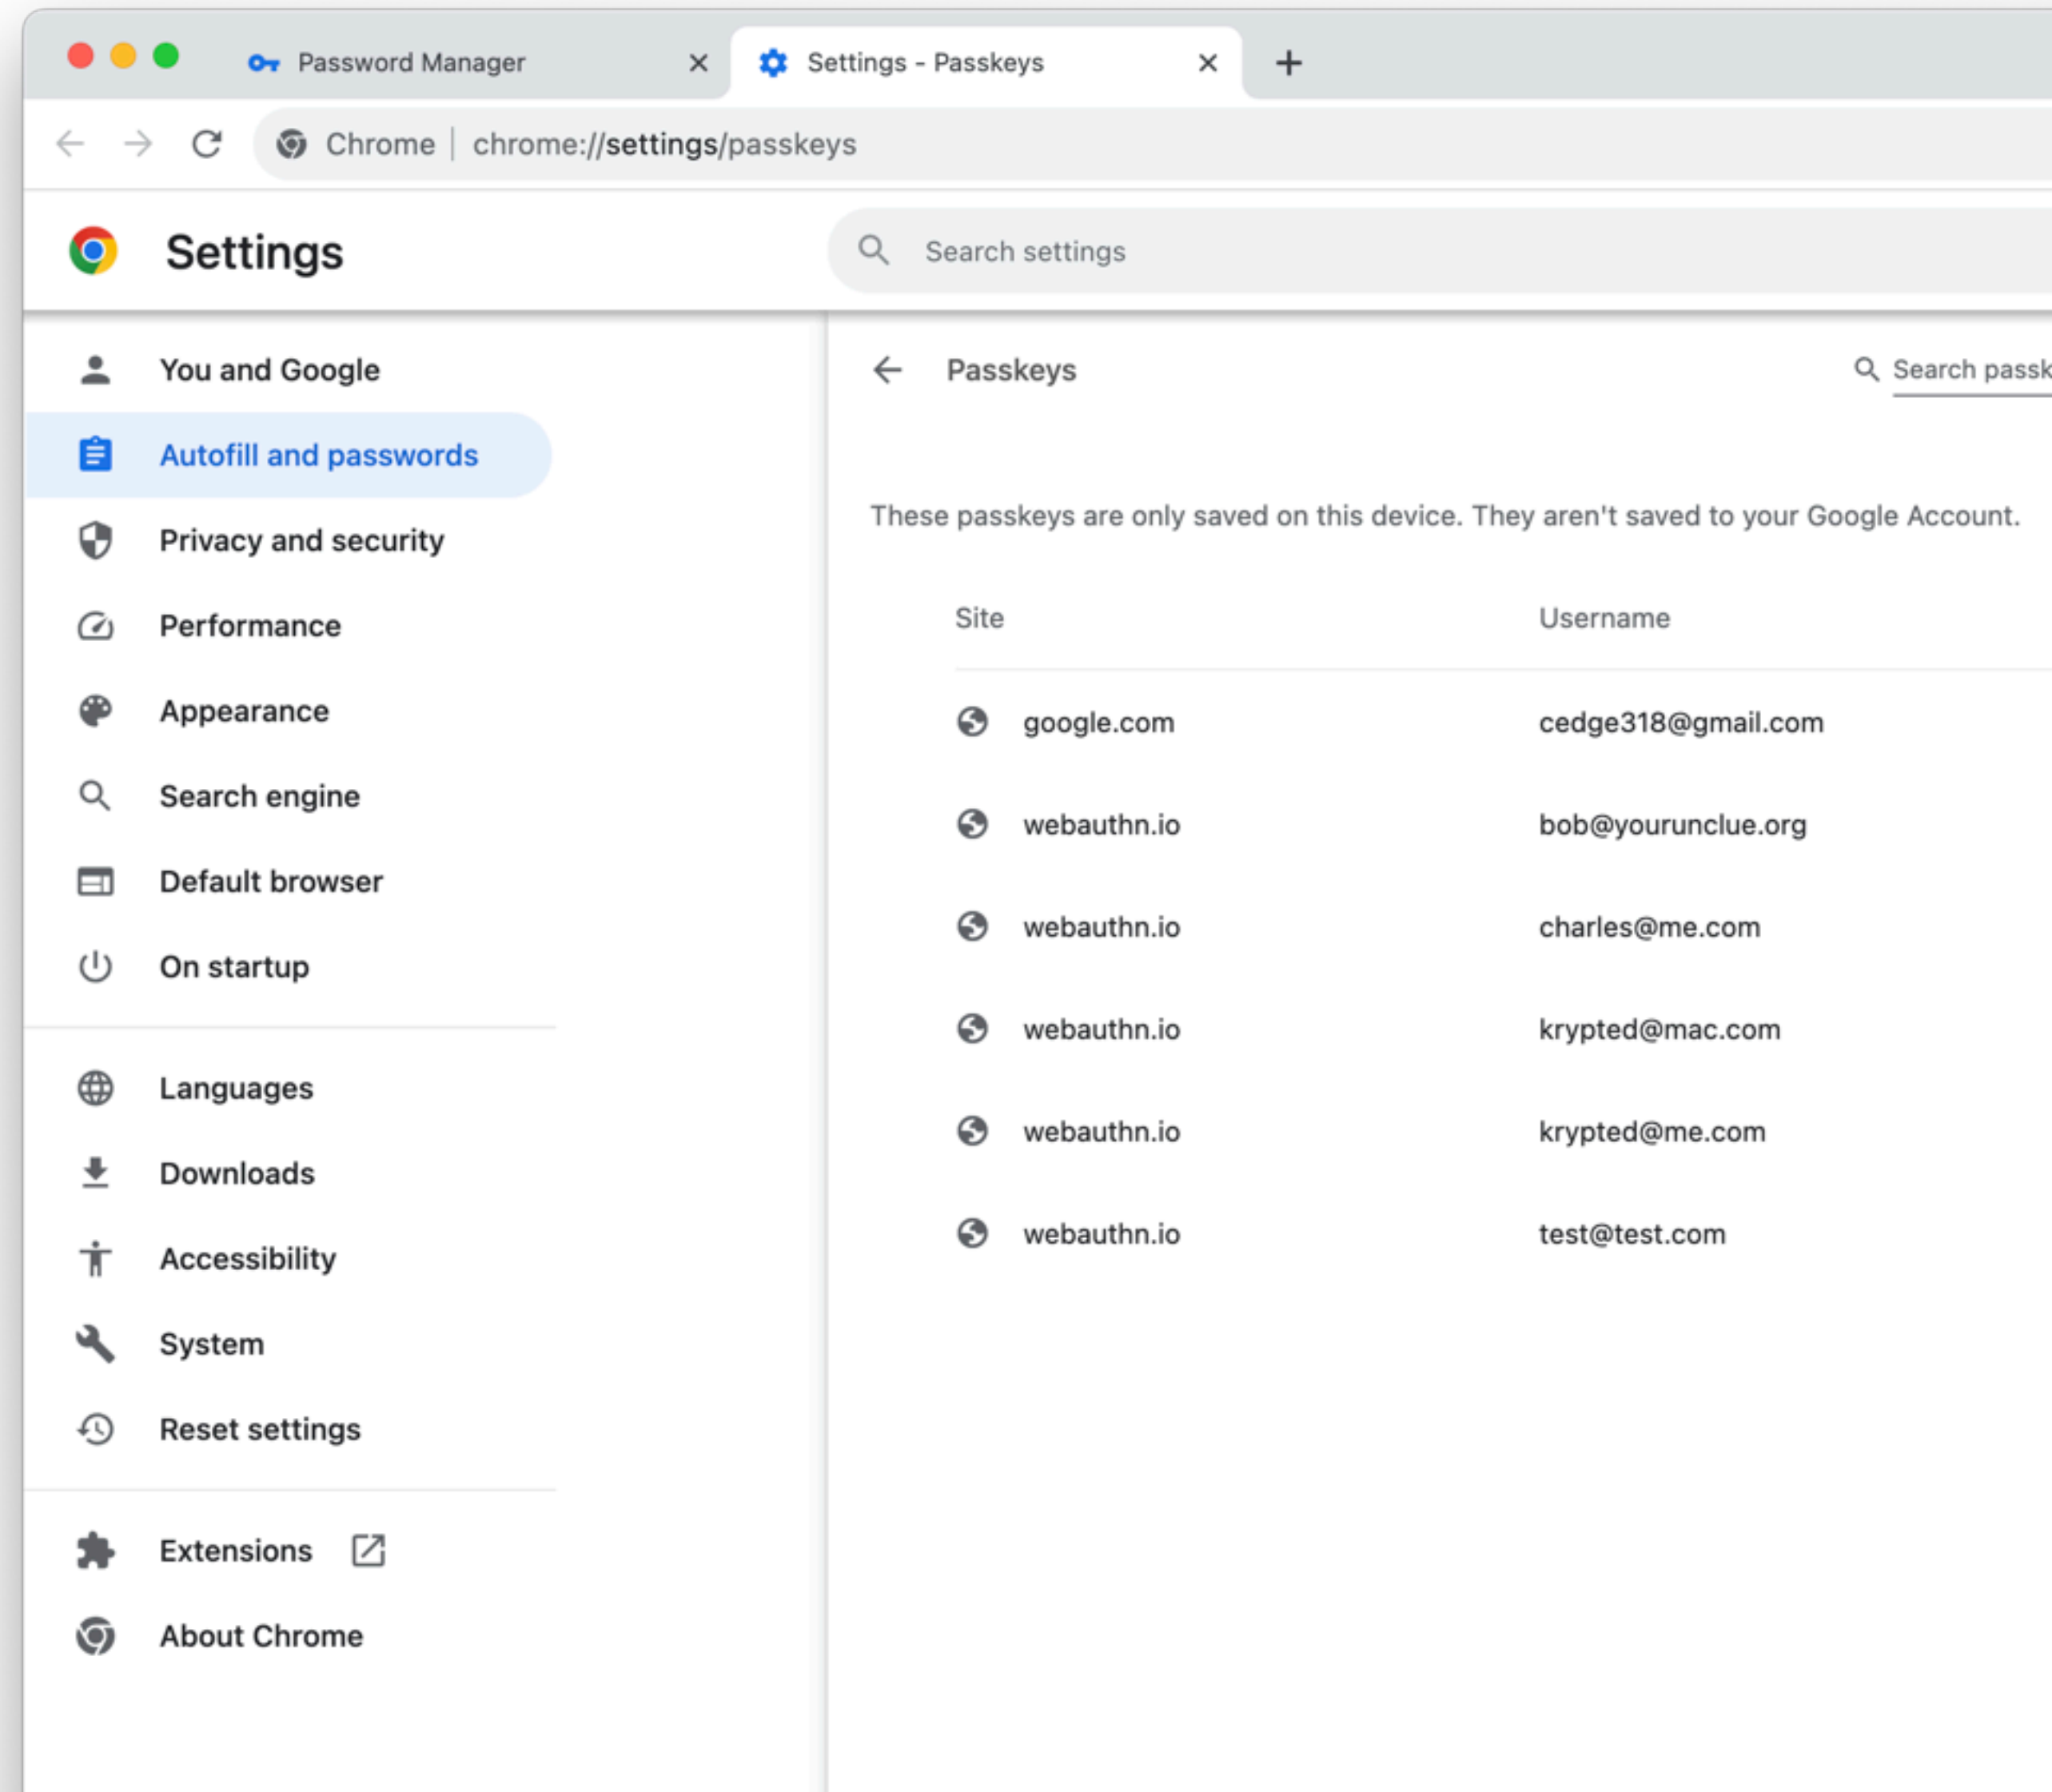 Password Manager
Settings - Passkeys
Chrome | chrome://settings/passkeys
Settings
Search settings
You and Google
Autofill and passwords
Privacy and security
Performance
Appearance
Search engine
Default browser
On startup
Languages
Downloads
Accessibility
System
Reset settings
Extensions
About Chrome
Passkeys
Search passk
These passkeys are only saved on this device. They aren't saved to your Google Account.
Site Username
google.com cedge318@gmail.com
webauthn.io bob@yourunclue.org
webauthn.io charles@me.com
webauthn.io krypted@mac.com
webauthn.io krypted@me.com
webauthn.io test@test.com